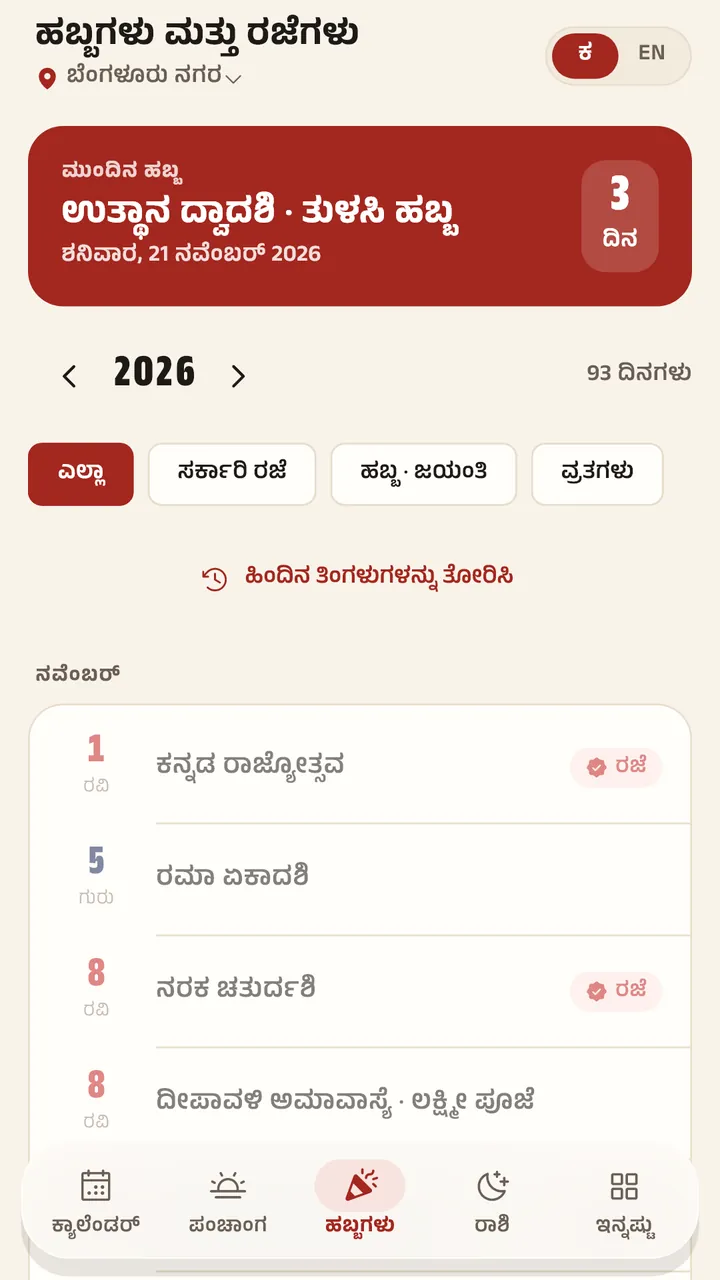 ಹಬ್ಬಗಳು ಮತ್ತು ರಜೆಗಳು
ಬೆಂಗಳೂರು ನಗರ
ಕ EN
ಮುಂದಿನ ಹಬ್ಬ
ಉತ್ಥಾನ ದ್ವಾದಶಿ · ತುಳಸಿ ಹಬ್ಬ
ಶನಿವಾರ, 21 ನವೆಂಬರ್ 2026
3
ದಿನ
2026
93 ದಿನಗಳು
ಎಲ್ಲಾ ಸರ್ಕಾರಿ ರಜೆ ಹಬ್ಬ · ಜಯಂತಿ ವ್ರತಗಳು
ಹಿಂದಿನ ತಿಂಗಳುಗಳನ್ನು ತೋರಿಸಿ
ನವೆಂಬರ್
1
ರವಿ
ಕನ್ನಡ ರಾಜ್ಯೋತ್ಸವ
ರಜೆ
5
ಗುರು
ರಮಾ ಏಕಾದಶಿ
8
ರವಿ
ನರಕ ಚತುರ್ದಶಿ
ರಜೆ
8
ರವಿ
ದೀಪಾವಳಿ ಅಮಾವಾಸ್ಯೆ · ಲಕ್ಷ್ಮೀ ಪೂಜೆ
ಕ್ಯಾಲೆಂಡರ್ ಪಂಚಾಂಗ ಹಬ್ಬಗಳು ರಾಶಿ ಇನ್ನಷ್ಟು